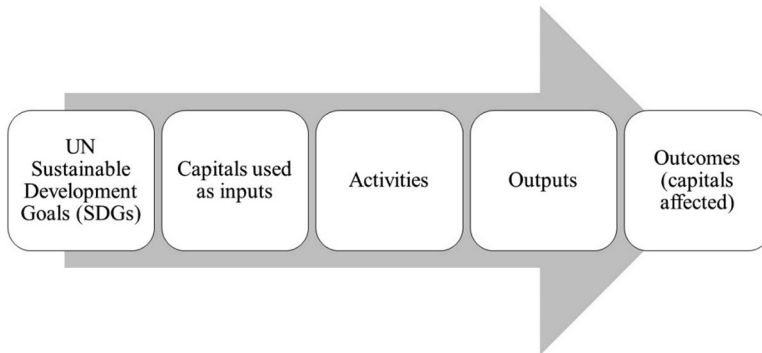 UN
Sustainable
Development
Goals (SDGs)
Capitals used
as inputs
Activities
Outputs
Outcomes
(capitals
affected)